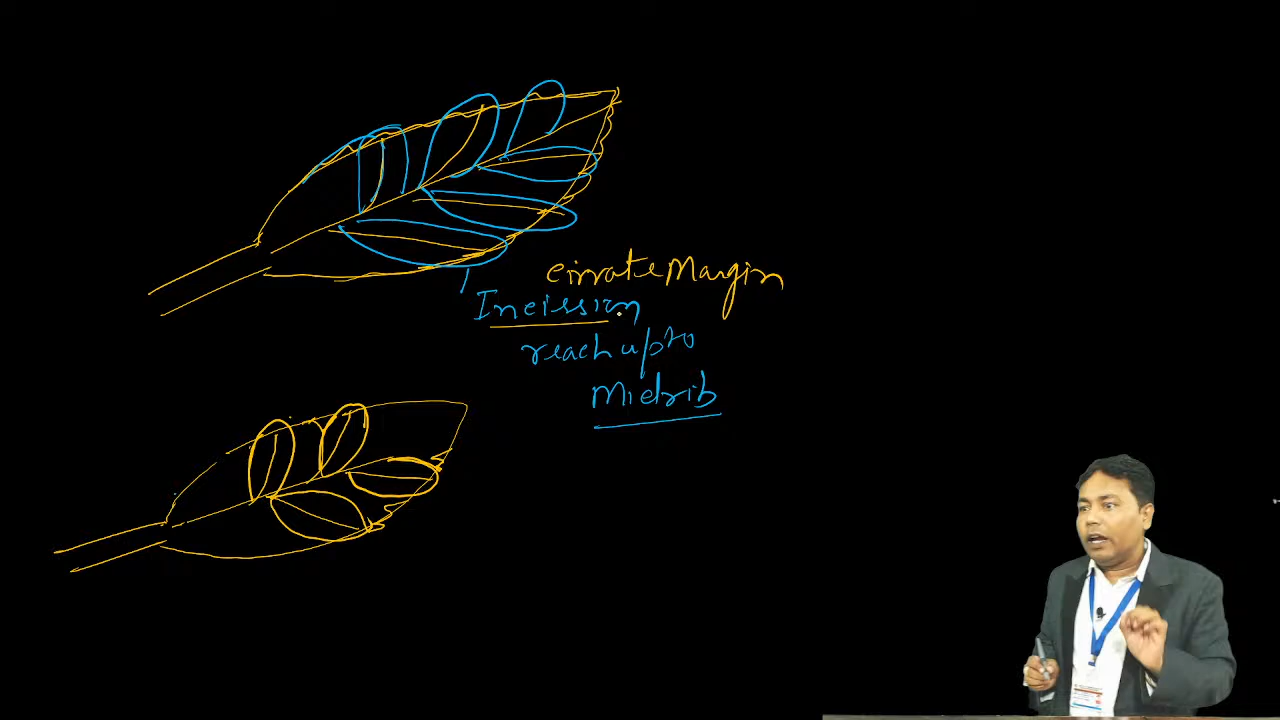 cirrate Margin
Incission
reach upto
Midrib